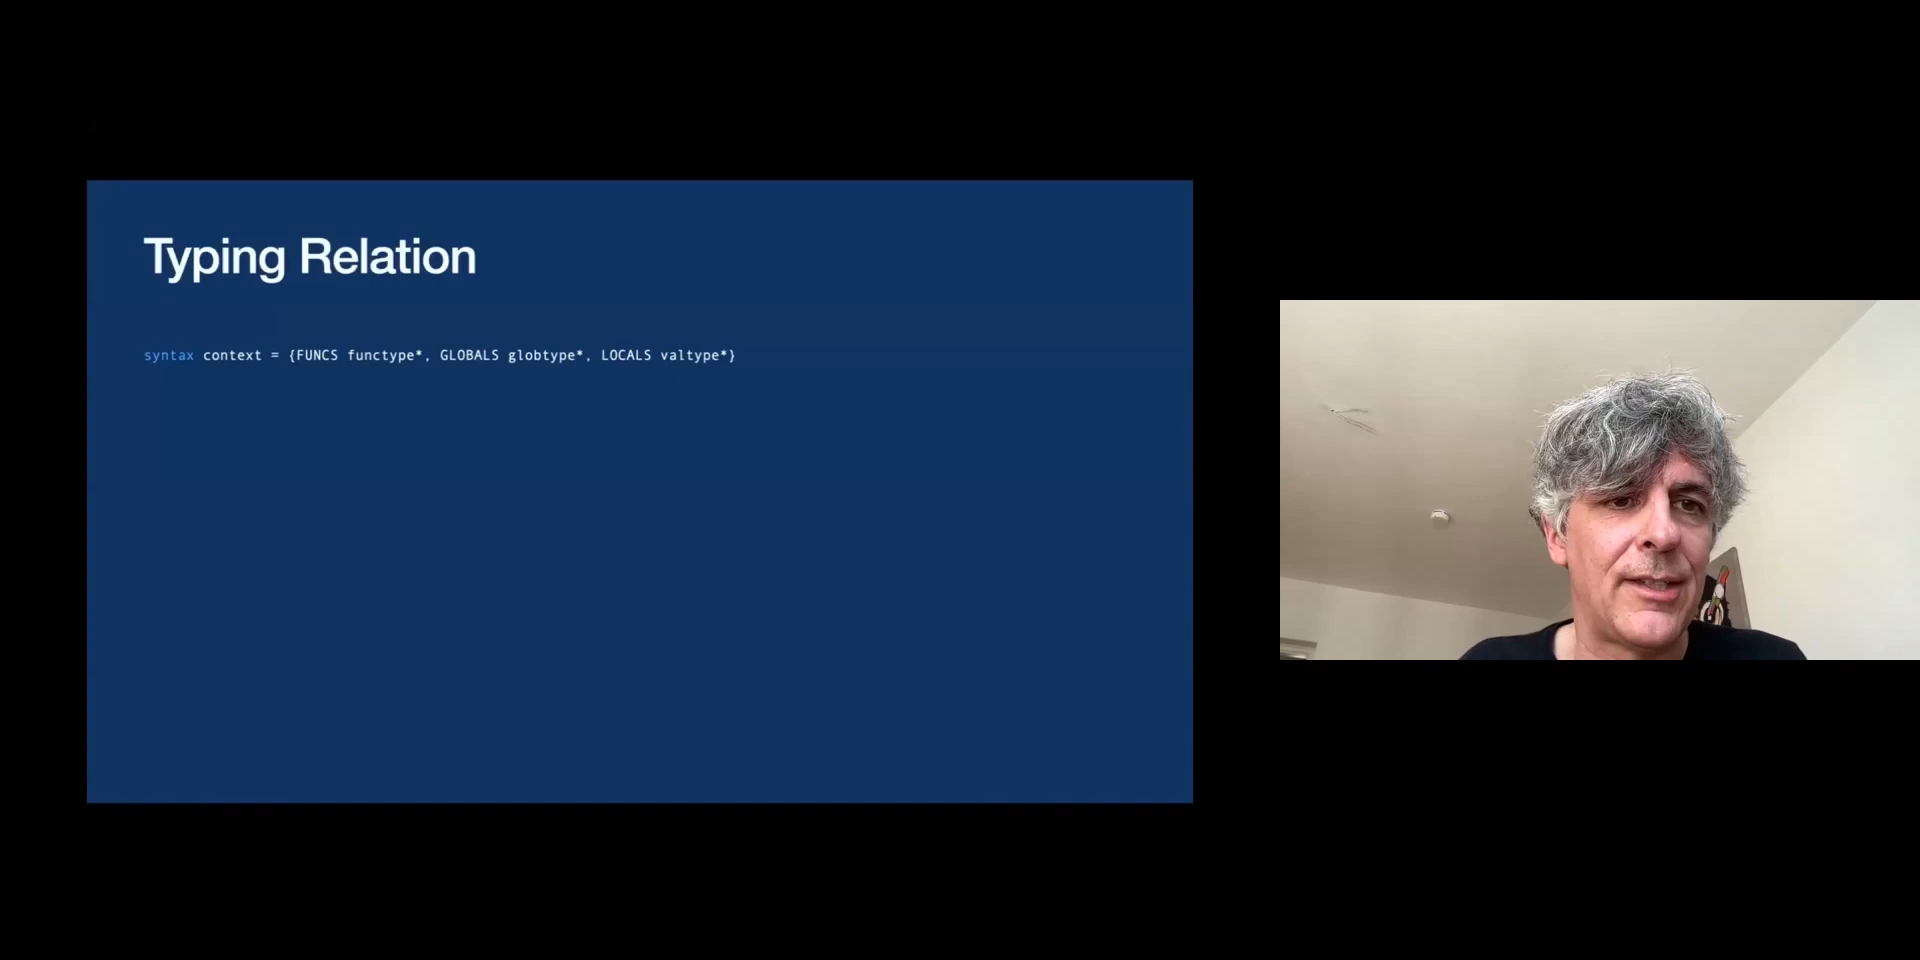 Typing Relation
syntax context = {FUNCS functype*, GLOBALS globtype*, LOCALS valtype*}